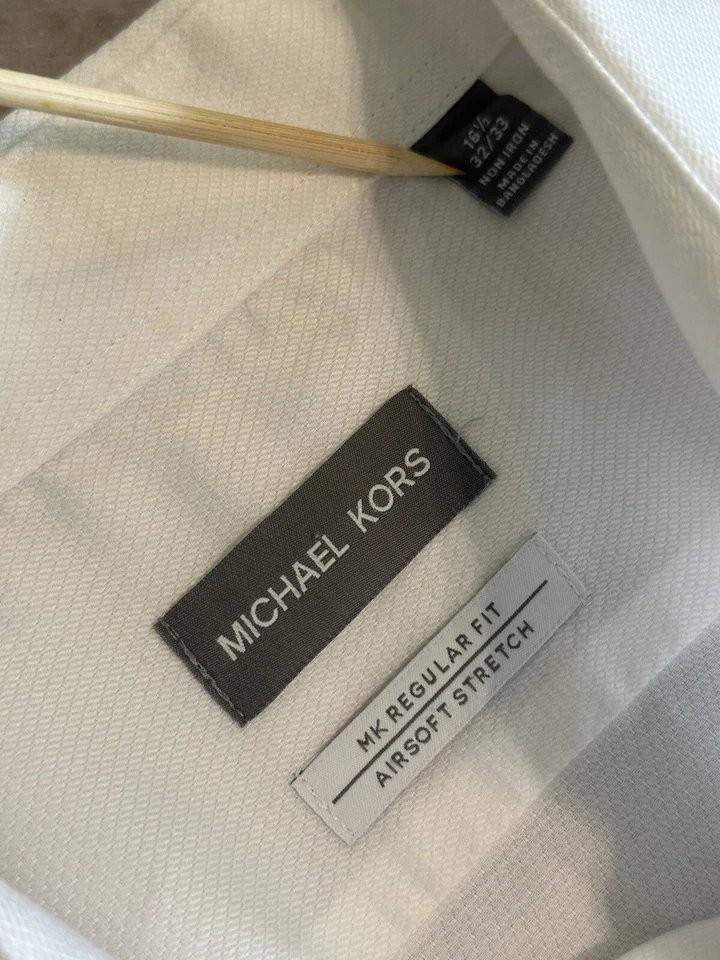 16½
32/33
NON IRON
MADE IN
BANGLADESH
MICHAEL KORS
MK REGULAR FIT
AIRSOFT STRETCH